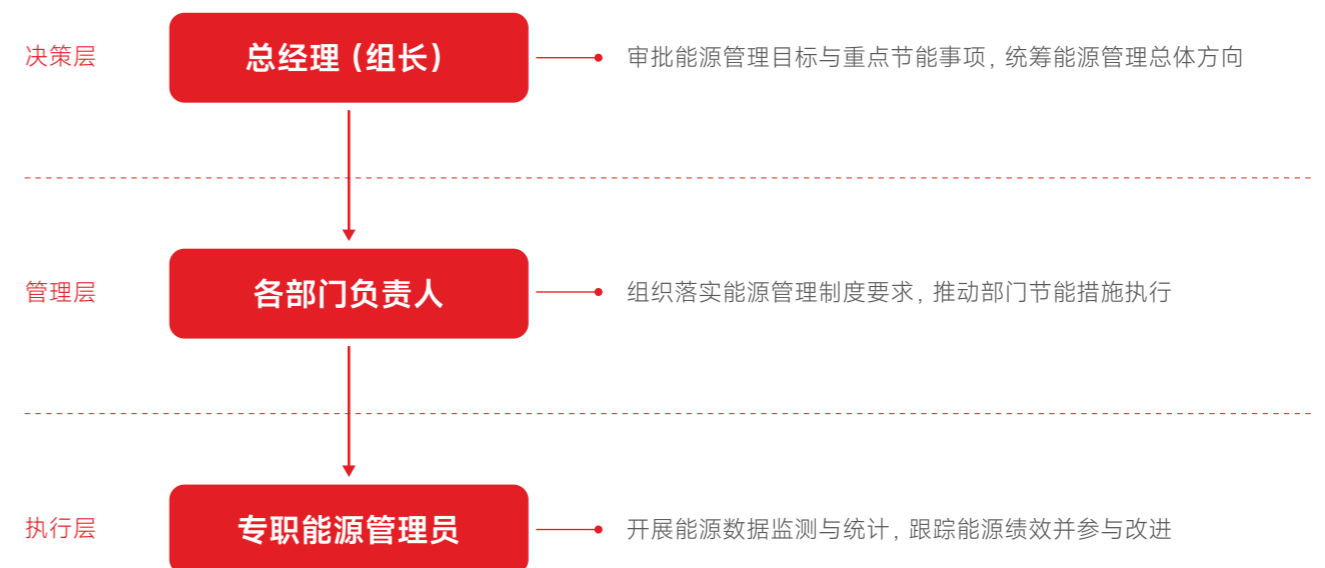 决策层
总经理（组长）
审批能源管理目标与重点节能事项，统筹能源管理总体方向
管理层
各部门负责人
组织落实能源管理制度要求，推动部门节能措施执行
执行层
专职能源管理员
开展能源数据监测与统计，跟踪能源绩效并参与改进